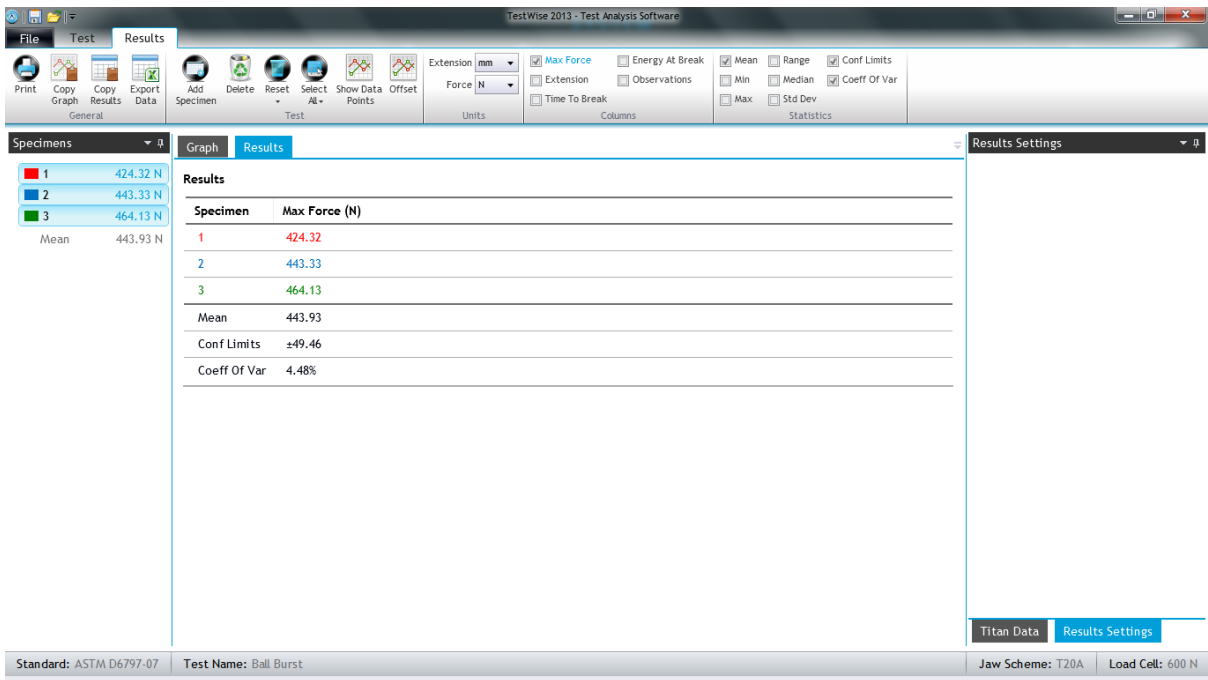 TestWise 2013 - Test Analysis Software
File Test Results
Print
Copy Graph
Copy Results
Export Data
General
Add Specimen
Delete
Reset
Select All
Show Data Points
Offset
Test
Extension mm
Force N
Units
Max Force
Extension
Time To Break
Energy At Break
Observations
Columns
Mean
Min
Max
Range
Median
Std Dev
Conf Limits
Coeff Of Var
Statistics
Specimens
1 424.32 N
2 443.33 N
3 464.13 N
Mean 443.93 N
Graph Results
Results
Specimen Max Force (N)
1 424.32
2 443.33
3 464.13
Mean 443.93
Conf Limits ±49.46
Coeff Of Var 4.48%
Results Settings
Titan Data Results Settings
Standard: ASTM D6797-07 Test Name: Ball Burst Jaw Scheme: T20A Load Cell: 600 N